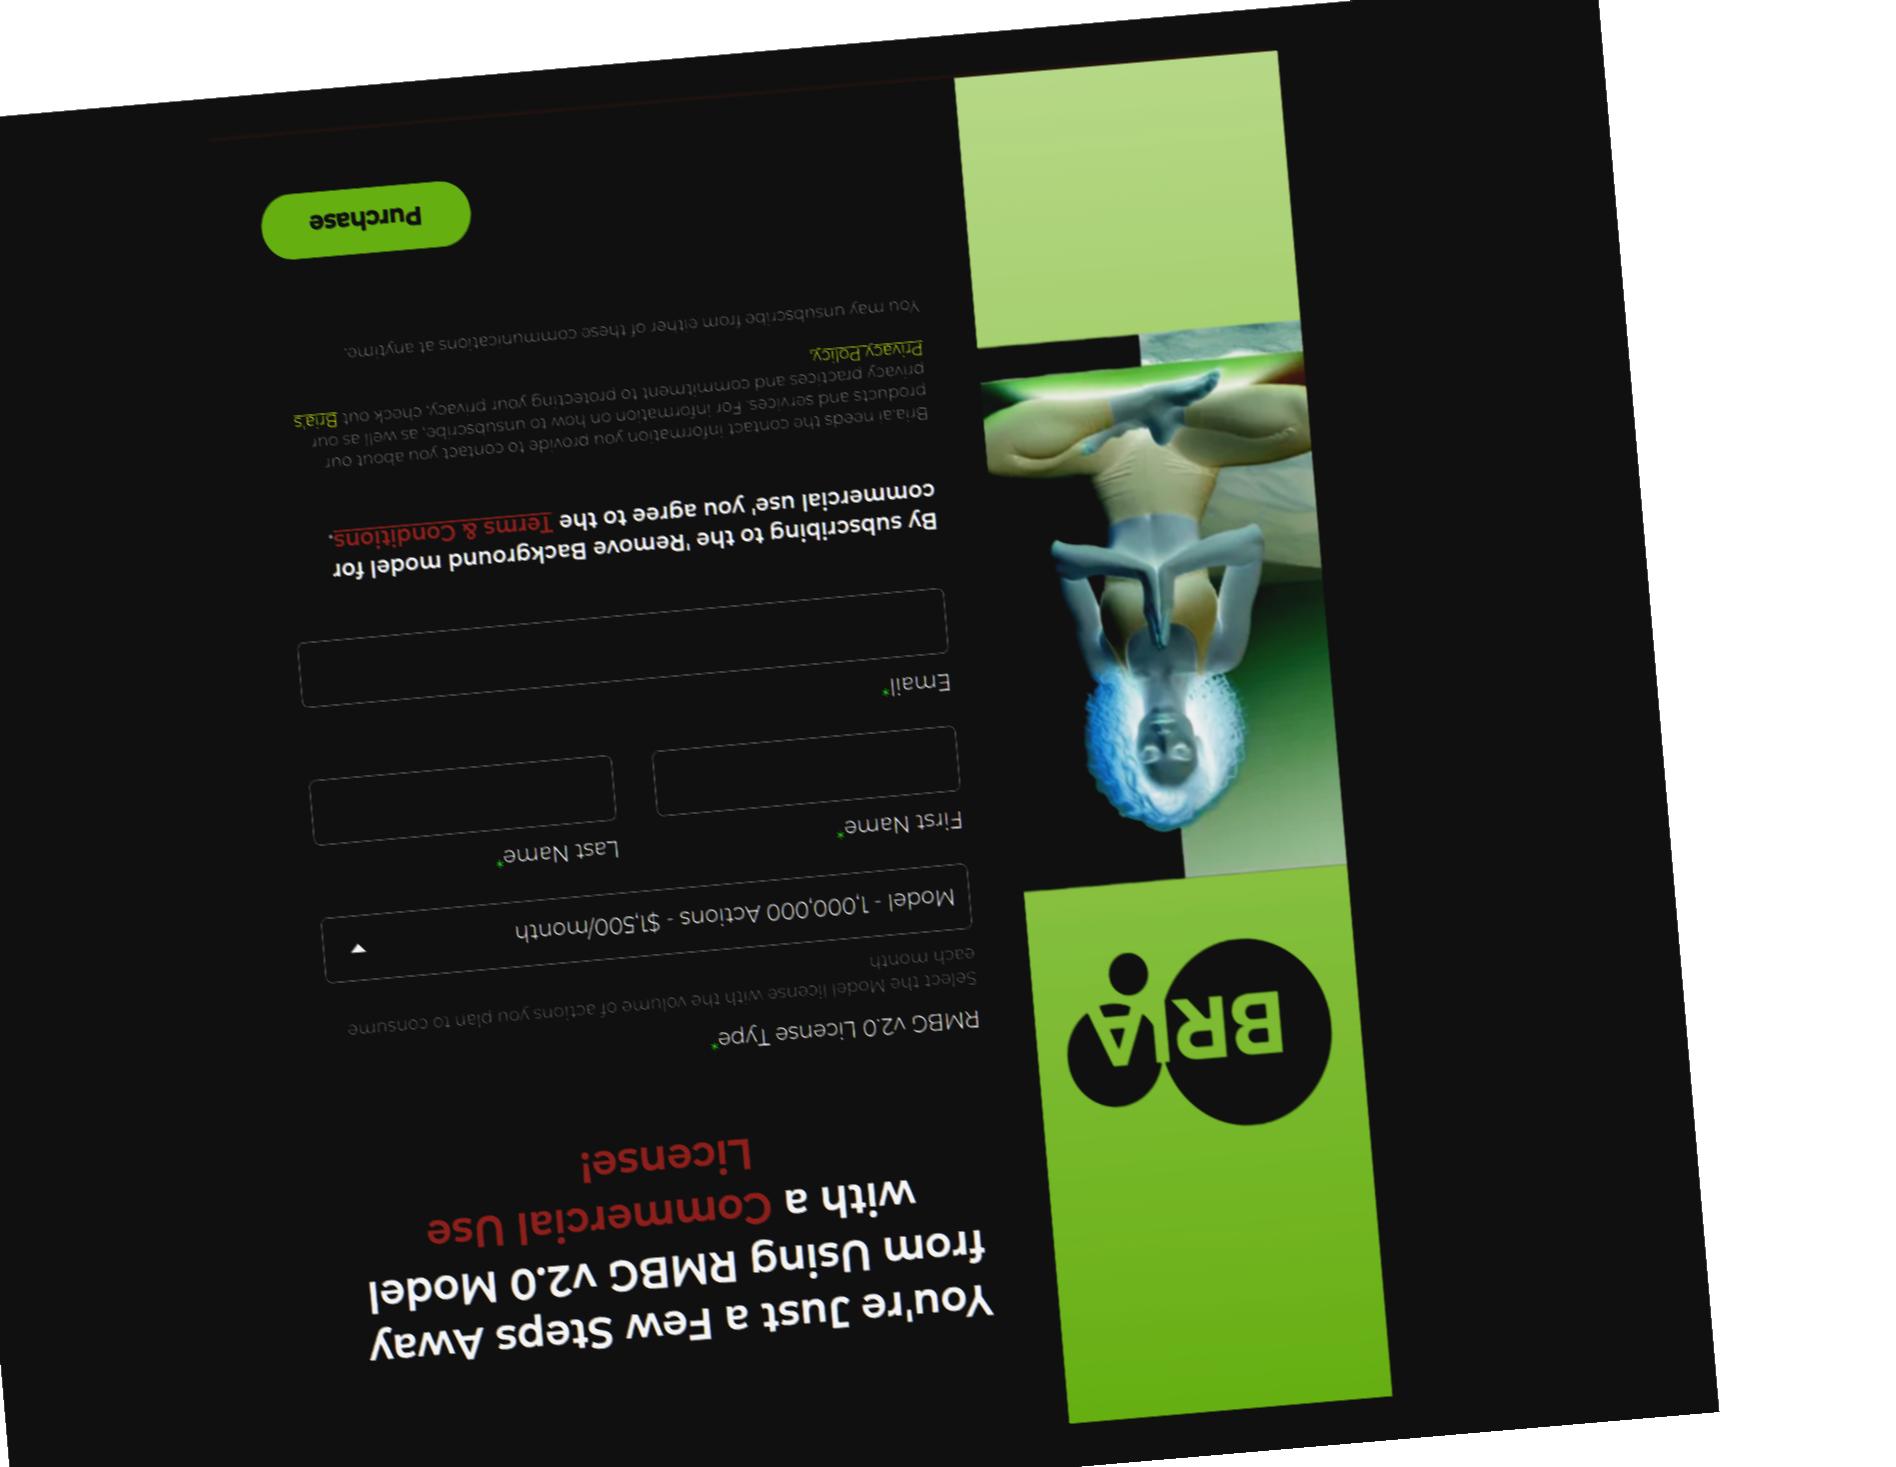 BRIA
You're Just a Few Steps Away
from Using RMBG v2.0 Model
with a Commercial Use
License!
RMBG v2.0 License Type*
Select the Model license with the volume of actions you plan to consume
each month
Model - 1,000,000 Actions - $1,500/month
First Name*
Last Name*
Email*
By subscribing to the 'Remove Background model for
commercial use' you agree to the Terms & Conditions.
Bria.ai needs the contact information you provide to contact you about our
products and services. For information on how to unsubscribe, as well as our
privacy practices and commitment to protecting your privacy, check out Bria's
Privacy Policy.
You may unsubscribe from either of these communications at anytime.
Purchase